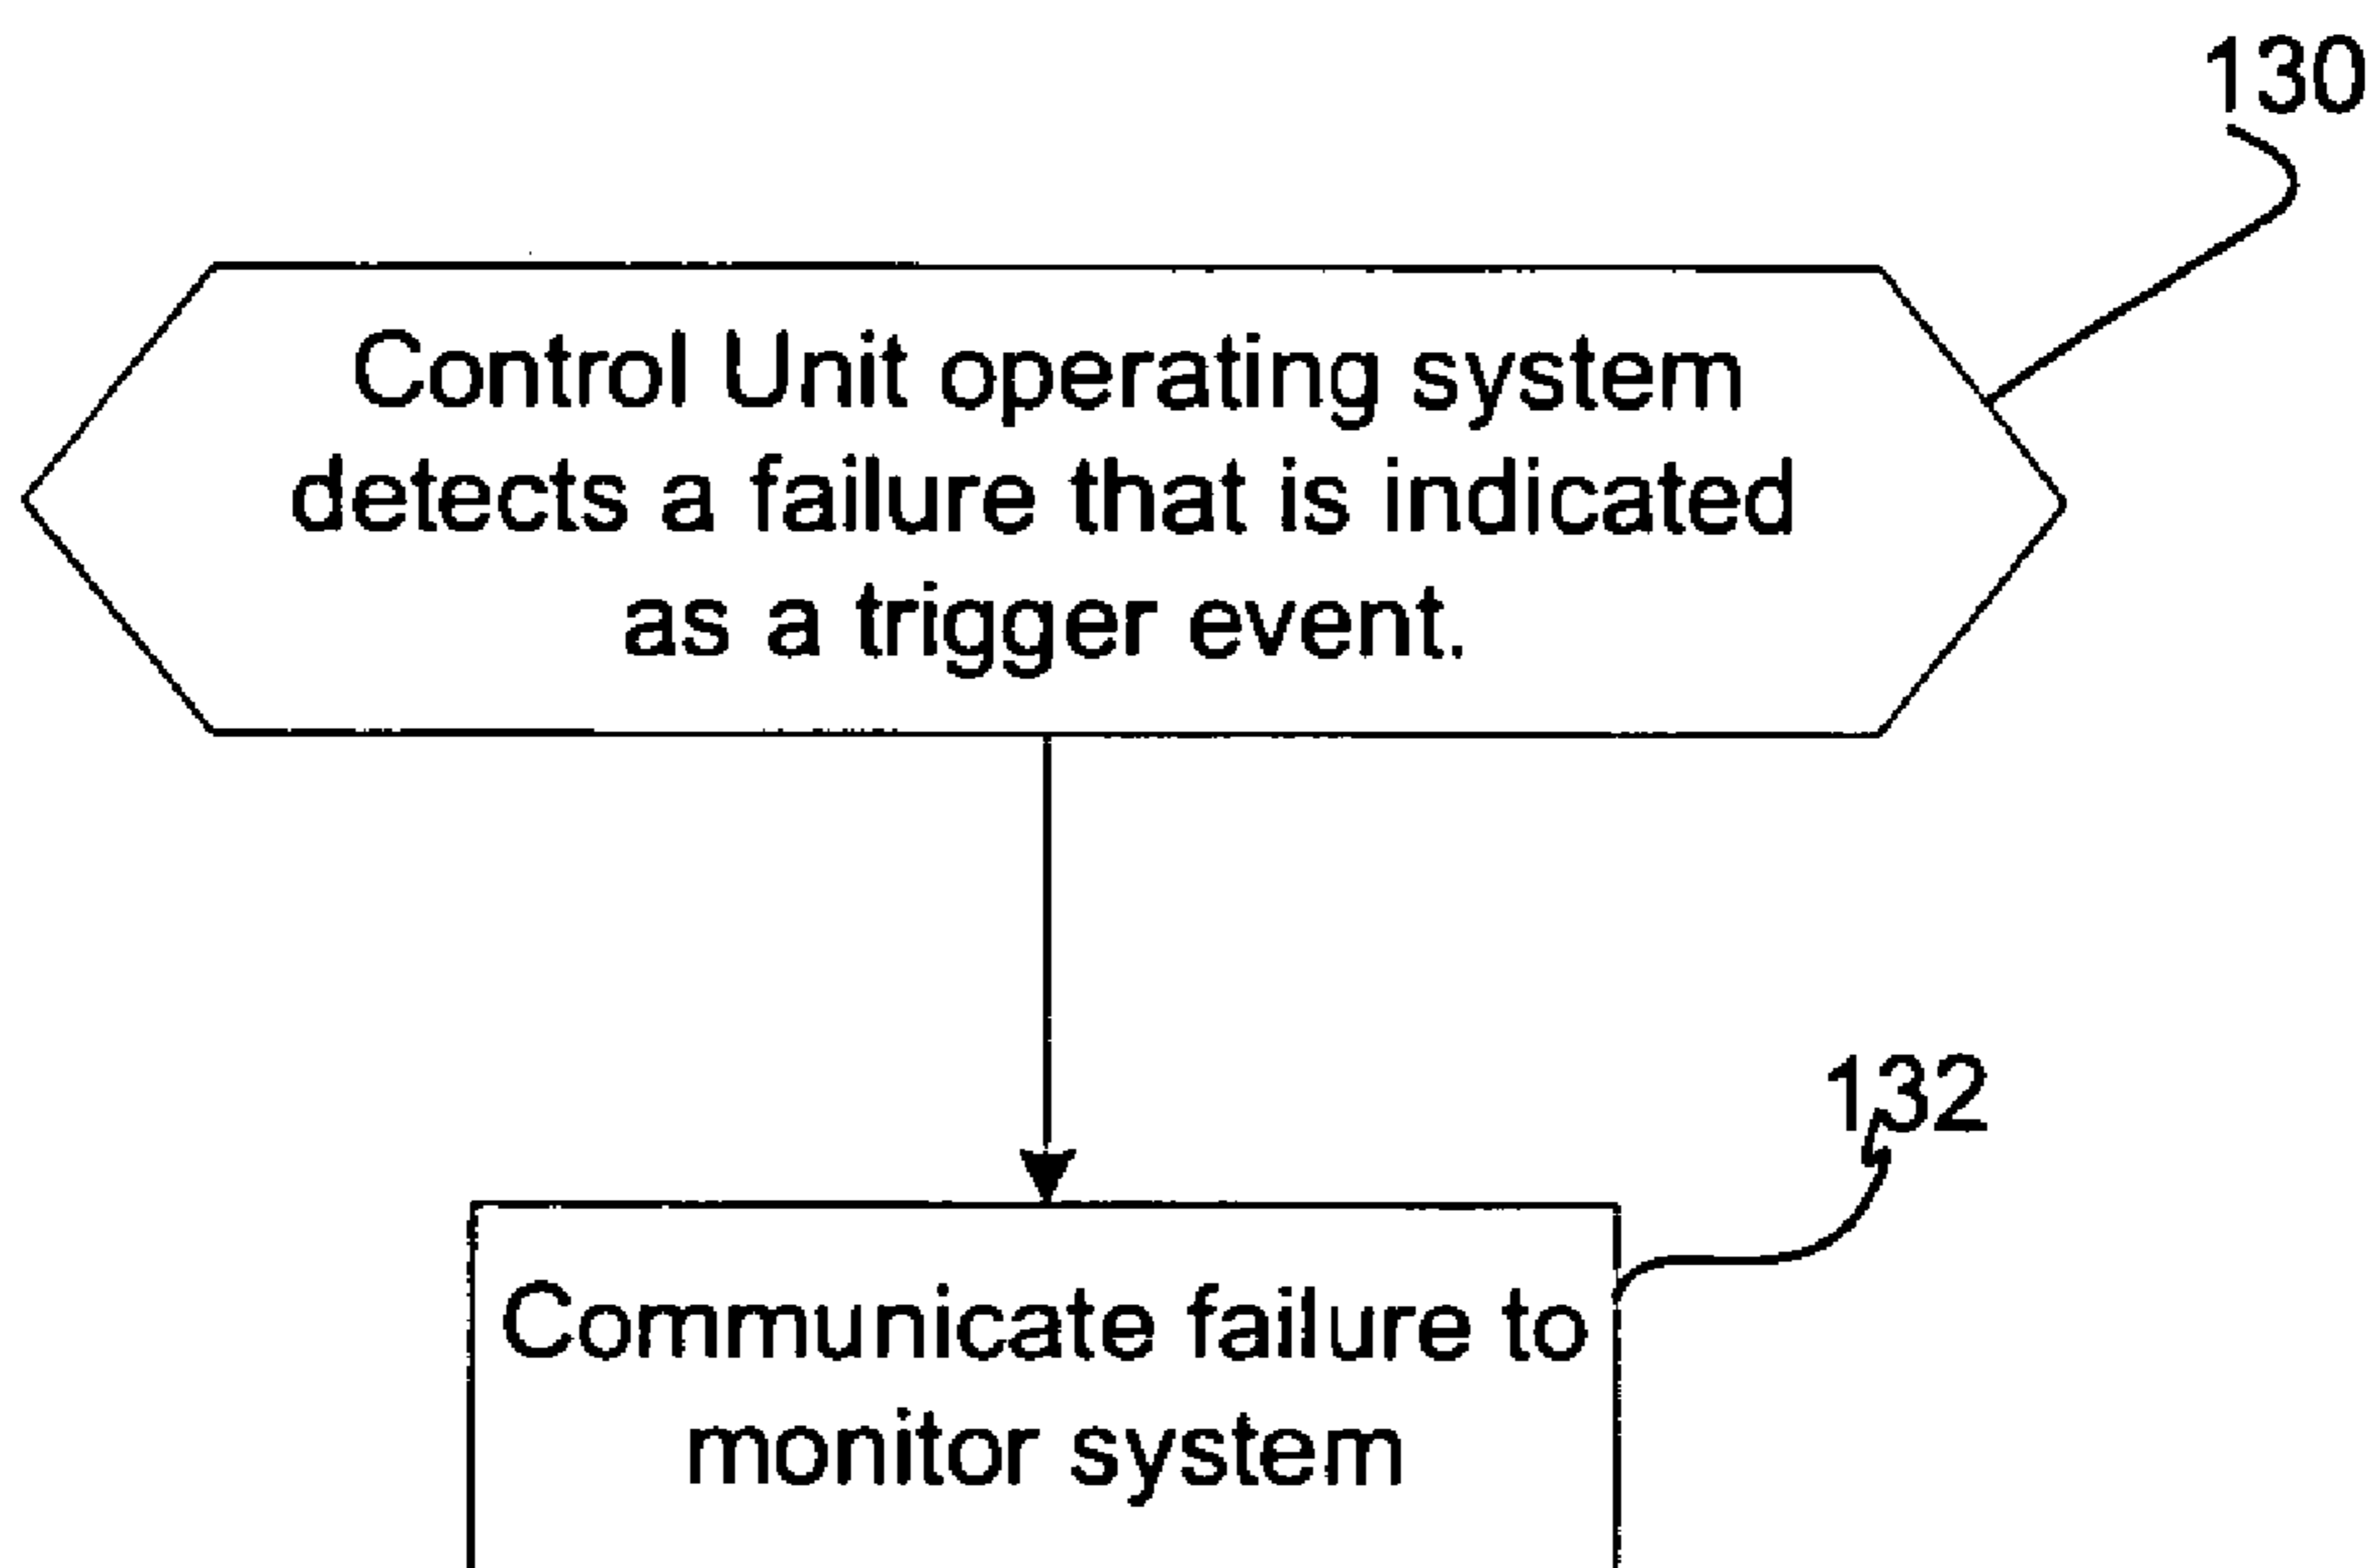 130
Control Unit operating system
detects a failure that is indicated
as a trigger event.
132
Communicate failure to
monitor system